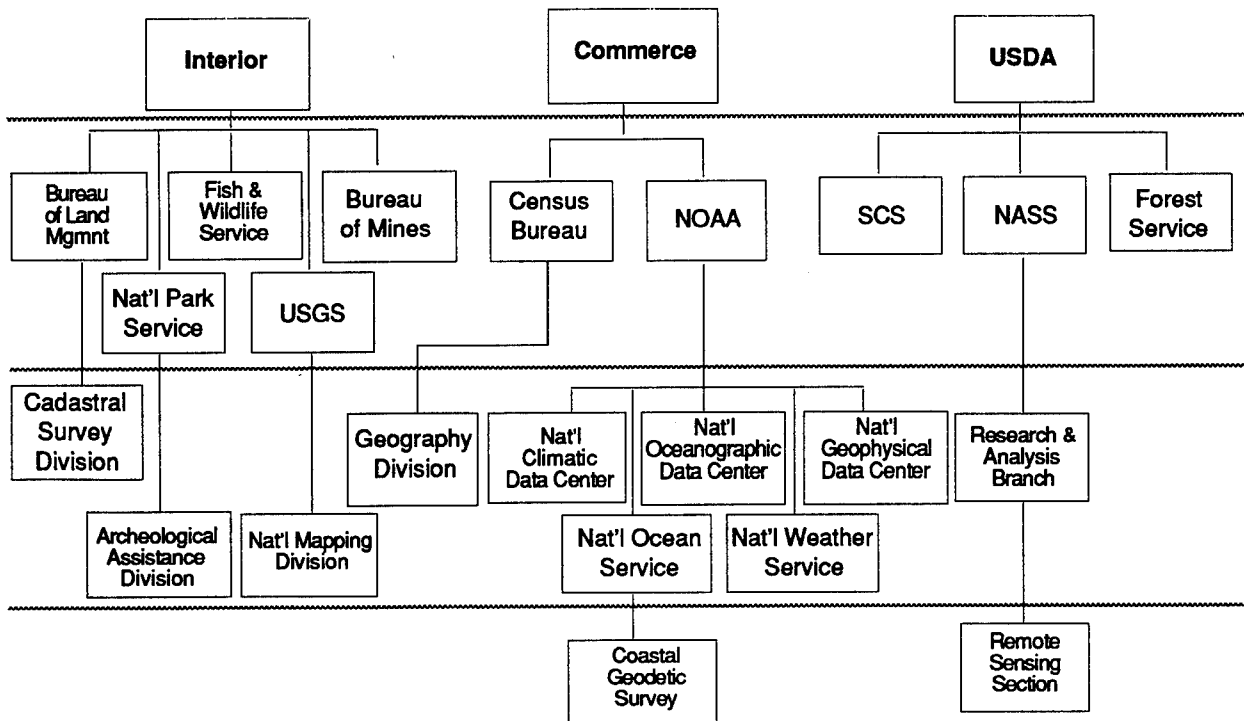 Interior
Commerce
USDA
Bureau
of Land
Mgmnt
Fish &
Wildlife
Service
Bureau
of Mines
Census
Bureau
NOAA
SCS
NASS
Forest
Service
Nat'l Park
Service
USGS
Cadastral
Survey
Division
Geography
Division
Nat'l
Climatic
Data Center
Nat'l
Oceanographic
Data Center
Nat'l
Geophysical
Data Center
Research &
Analysis
Branch
Archeological
Assistance
Division
Nat'l Mapping
Division
Nat'l Ocean
Service
Nat'l Weather
Service
Coastal
Geodetic
Survey
Remote
Sensing
Section